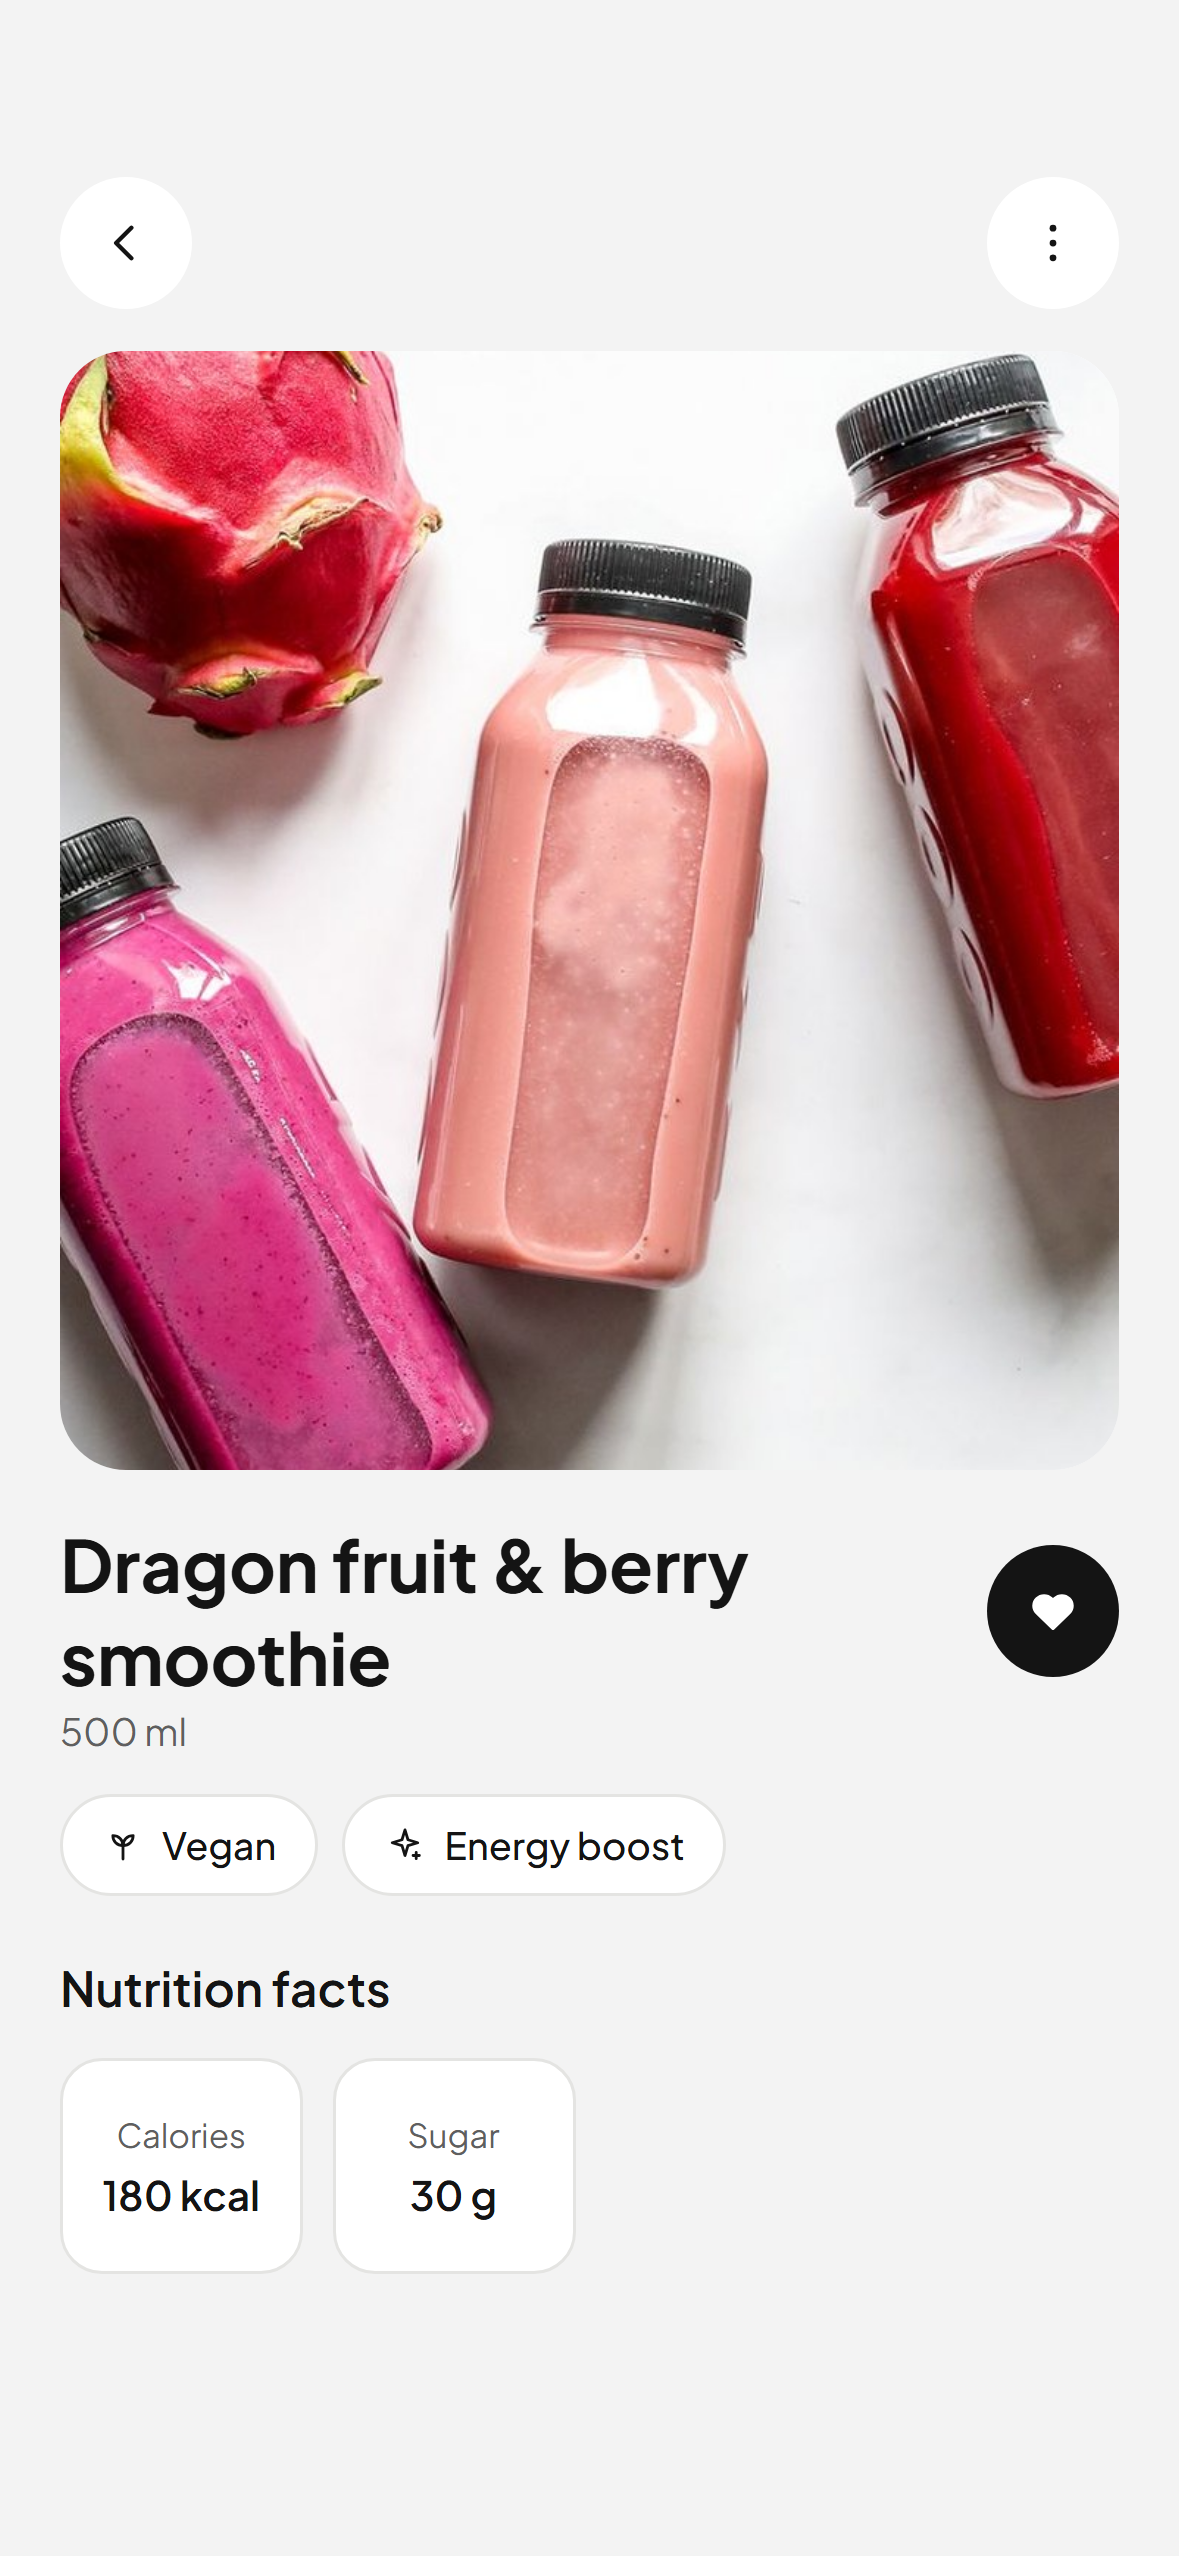 Dragon fruit & berry
smoothie
500 ml
Vegan
Energy boost
Nutrition facts
Calories
180 kcal
Sugar
30 g